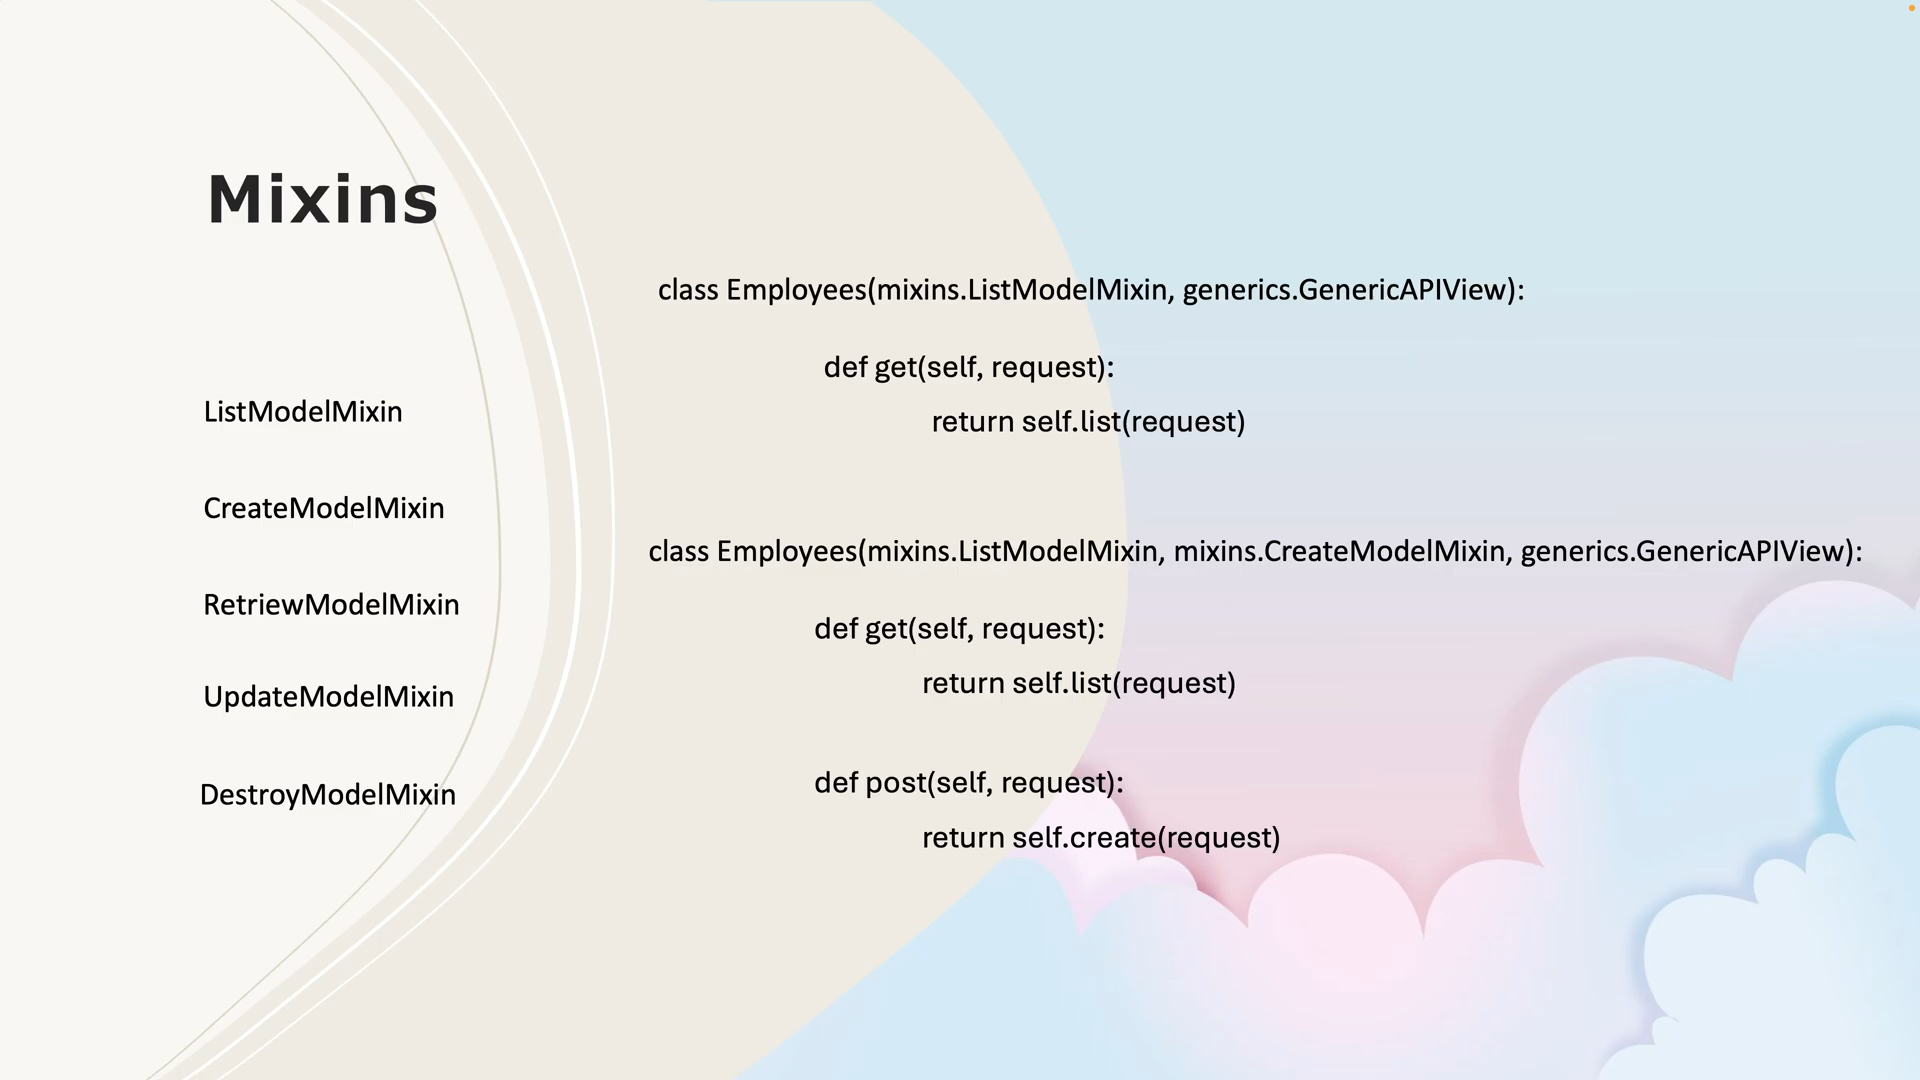 Mixins
ListModelMixin
CreateModelMixin
RetriewModelMixin
UpdateModelMixin
DestroyModelMixin
class Employees(mixins.ListModelMixin, generics.GenericAPIView):
def get(self, request):
return self.list(request)
class Employees(mixins.ListModelMixin, mixins.CreateModelMixin, generics.GenericAPIView):
def get(self, request):
return self.list(request)
def post(self, request):
return self.create(request)